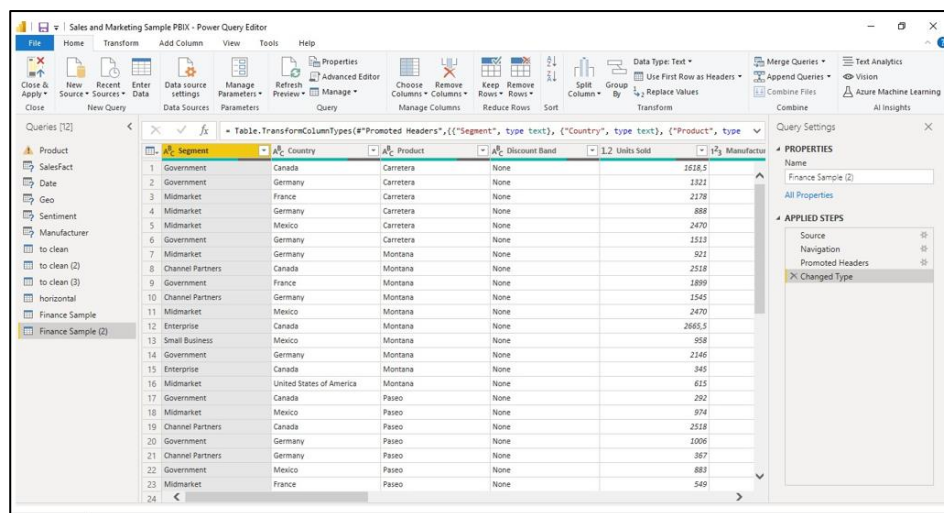 Sales and Marketing Sample PBIX - Power Query Editor
File Home Transform Add Column View Tools Help
Close & Apply New Source Recent Sources Enter Data Data source settings Manage Parameters Refresh Preview Properties Advanced Editor Manage Choose Columns Remove Columns Keep Rows Remove Rows Split Column Group By Data Type: Text Use First Row as Headers Replace Values Merge Queries Append Queries Combine Files Text Analytics Vision Azure Machine Learning
Close New Query Data Sources Parameters Query Manage Columns Reduce Rows Sort Transform Combine AI Insights
Queries [12]
Product
SalesFact
Date
Geo
Sentiment
Manufacturer
to clean
to clean (2)
to clean (3)
horizontal
Finance Sample
Finance Sample (2)
fx = Table.TransformColumnTypes(#"Promoted Headers",{{"Segment", type text}, {"Country", type text}, {"Product", type
ABC Segment ABC Country ABC Product ABC Discount Band 1.2 Units Sold 123 Manufactur
1 Government Canada Carretera None 1618,5
2 Government Germany Carretera None 1321
3 Midmarket France Carretera None 2178
4 Midmarket Germany Carretera None 888
5 Midmarket Mexico Carretera None 2470
6 Government Germany Carretera None 1513
7 Midmarket Germany Montana None 921
8 Channel Partners Canada Montana None 2518
9 Government France Montana None 1899
10 Channel Partners Germany Montana None 1545
11 Midmarket Mexico Montana None 2470
12 Enterprise Canada Montana None 2665,5
13 Small Business Mexico Montana None 958
14 Government Germany Montana None 2146
15 Enterprise Canada Montana None 345
16 Midmarket United States of America Montana None 615
17 Government Canada Paseo None 292
18 Midmarket Mexico Paseo None 974
19 Channel Partners Canada Paseo None 2518
20 Government Germany Paseo None 1006
21 Channel Partners Germany Paseo None 367
22 Government Mexico Paseo None 883
23 Midmarket France Paseo None 549
24
Query Settings
PROPERTIES
Name
Finance Sample (2)
All Properties
APPLIED STEPS
Source
Navigation
Promoted Headers
Changed Type